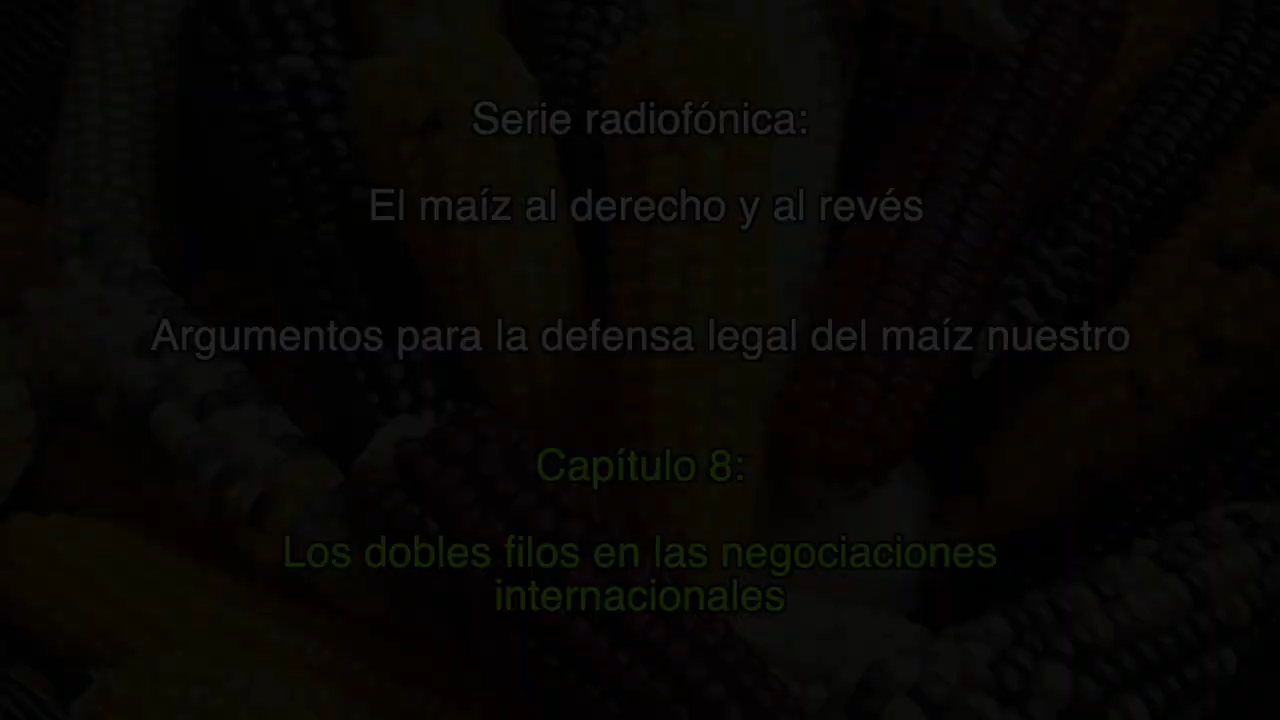 Serie radiofónica:
El maíz al derecho y al revés
Argumentos para la defensa legal del maíz nuestro
Capítulo 8:
Los dobles filos en las negociaciones
internacionales